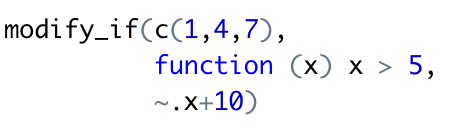 modify_if(c(1,4,7),
function (x) x > 5,
~.x+10)